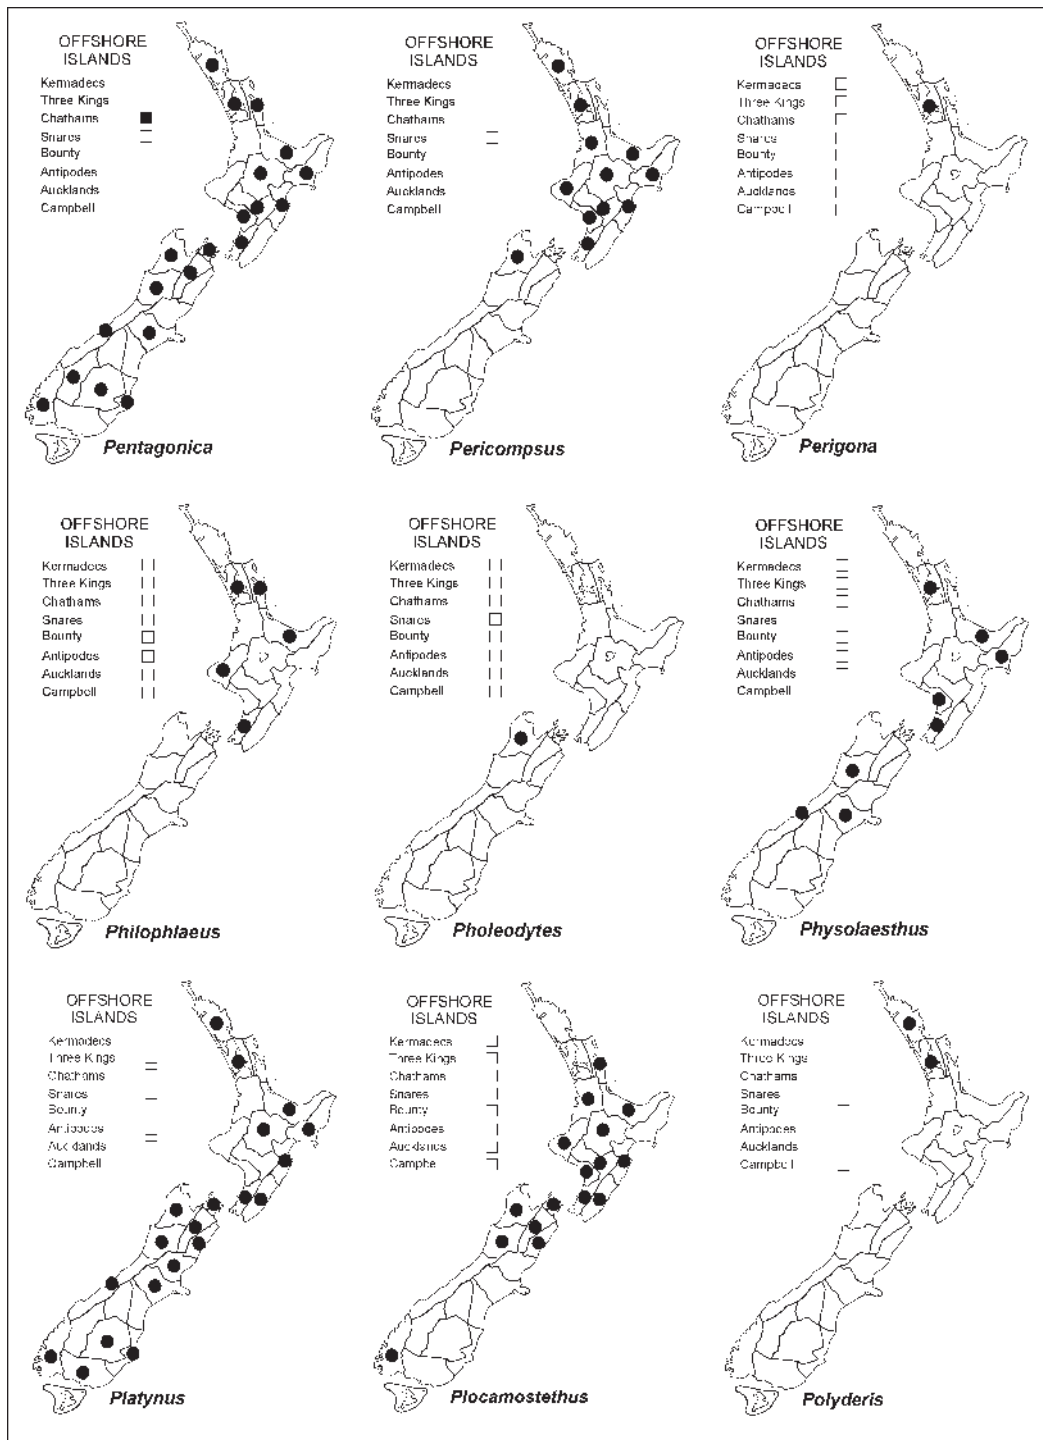 OFFSHORE
ISLANDS
Kermadecs
Three Kings
Chathams
Snares
Bounty
Antipodes
Aucklands
Campbell
Pentagonica
OFFSHORE
ISLANDS
Kermadecs
Three Kings
Chathams
Snares
Bounty
Antipodes
Aucklands
Campbell
Pericompsus
OFFSHORE
ISLANDS
Kermadecs
Three Kings
Chathams
Snares
Bounty
Antipodes
Aucklands
Campbell
Perigona
OFFSHORE
ISLANDS
Kermadecs
Three Kings
Chathams
Snares
Bounty
Antipodes
Aucklands
Campbell
Philophlaeus
OFFSHORE
ISLANDS
Kermadecs
Three Kings
Chathams
Snares
Bounty
Antipodes
Aucklands
Campbell
Pholeodytes
OFFSHORE
ISLANDS
Kermadecs
Three Kings
Chathams
Snares
Bounty
Antipodes
Aucklands
Campbell
Physolaesthus
OFFSHORE
ISLANDS
Kermadecs
Three Kings
Chathams
Snares
Bounty
Antipodes
Aucklands
Campbell
Platynus
OFFSHORE
ISLANDS
Kermadecs
Three Kings
Chathams
Snares
Bounty
Antipodes
Aucklands
Campbell
Plocamostethus
OFFSHORE
ISLANDS
Kermadecs
Three Kings
Chathams
Snares
Bounty
Antipodes
Aucklands
Campbell
Polyderis